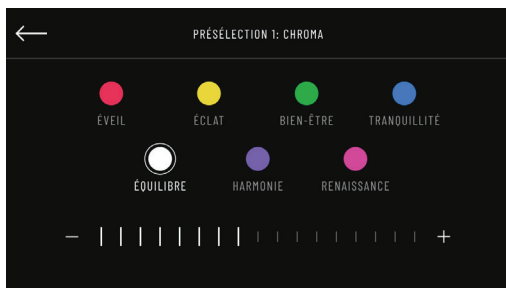 PRÉSÉLECTION 1: CHROMA
ÉVEIL ÉCLAT BIEN-ÊTRE TRANQUILLITÉ
ÉQUILIBRE HARMONIE RENAISSANCE
− +